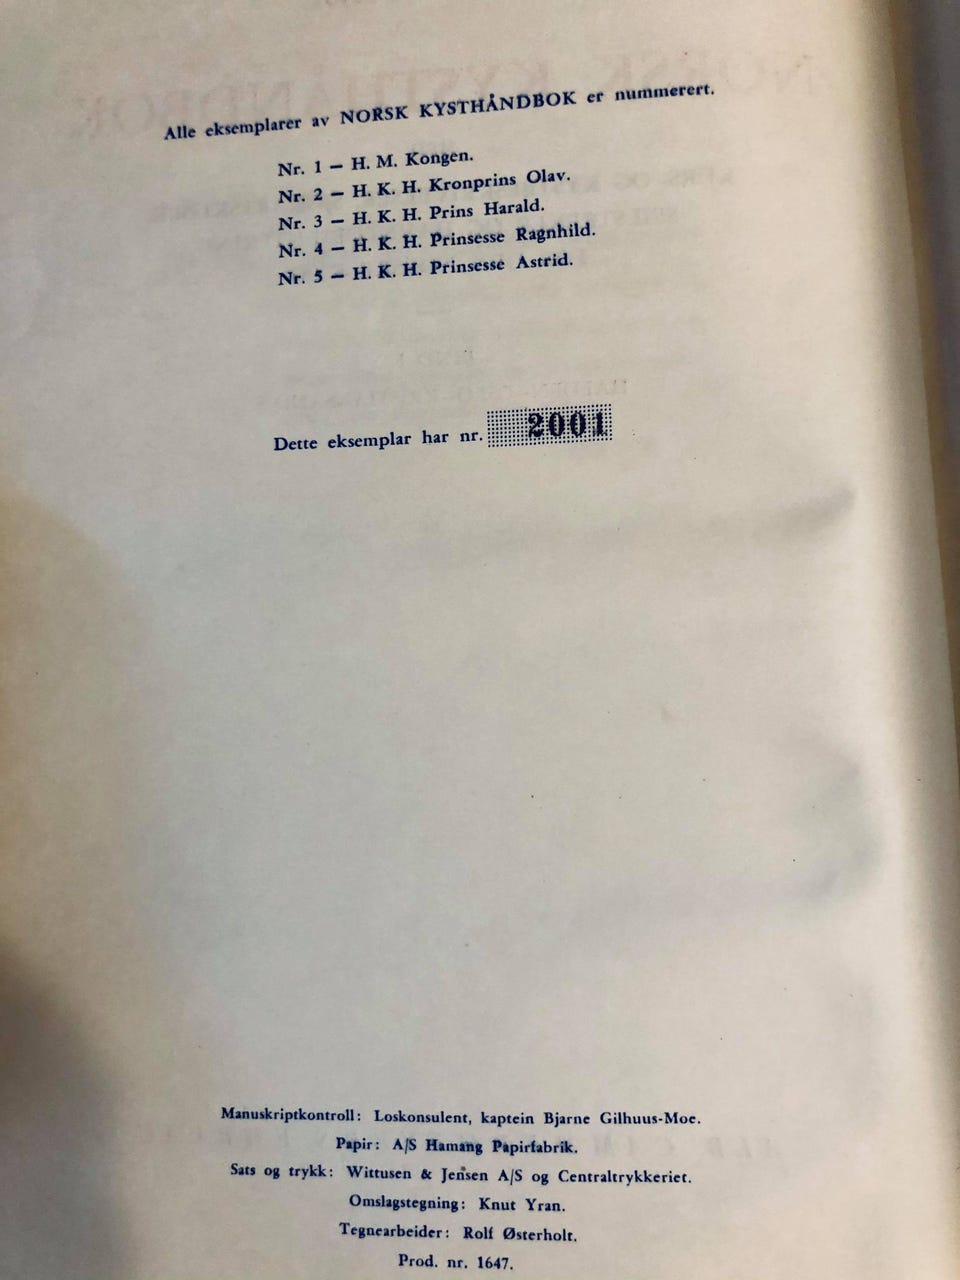 Alle eksemplarer av NORSK KYSTHÅNDBOK er nummerert.
Nr. 1 — H. M. Kongen.
Nr. 2 — H. K. H. Kronprins Olav.
Nr. 3 — H. K. H. Prins Harald.
Nr. 4 — H. K. H. Prinsesse Ragnhild.
Nr. 5 — H. K. H. Prinsesse Astrid.
Dette eksemplar har nr. 2001
Manuskriptkontroll: Loskonsulent, kaptein Bjarne Gilhuus-Moe.
Papir: A/S Hamang Papirfabrik.
Sats og trykk: Wittusen & Jensen A/S og Centraltrykkeriet.
Omslagstegning: Knut Yran.
Tegnearbeider: Rolf Østerholt.
Prod. nr. 1647.